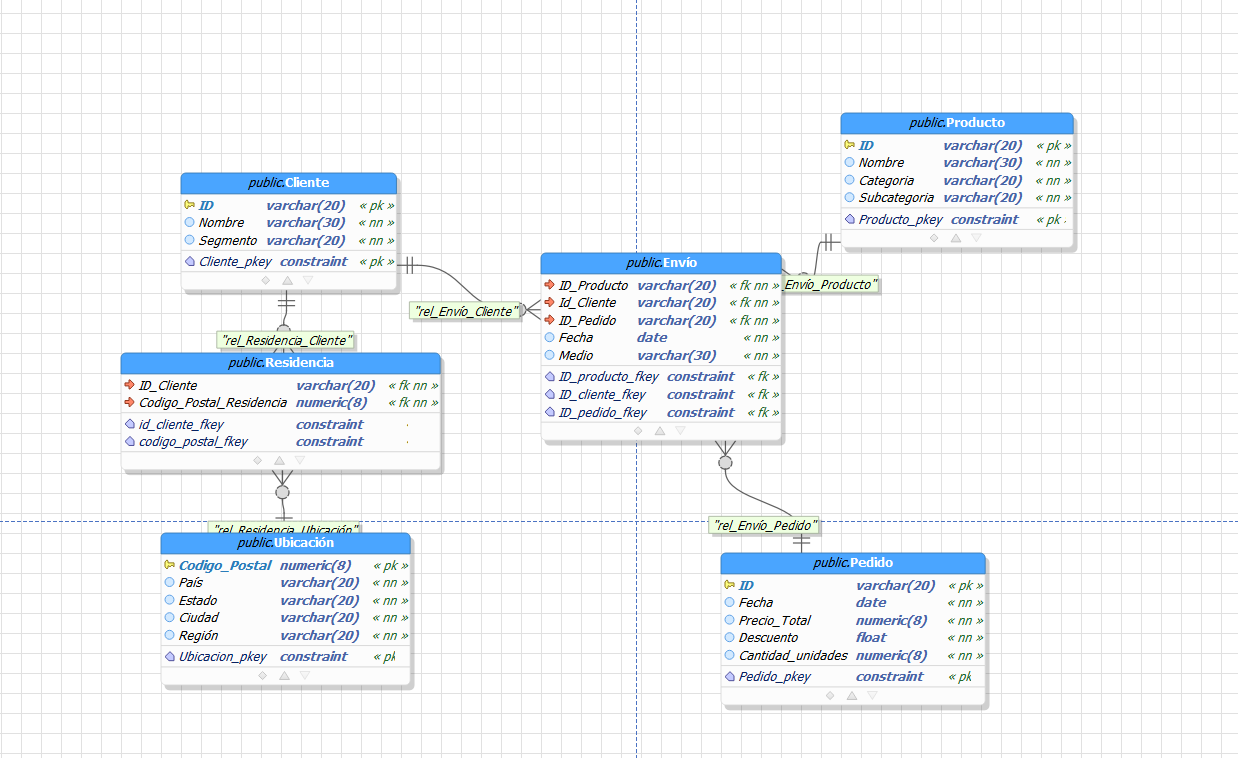 public.Producto
ID varchar(20) « pk »
Nombre varchar(30) « nn »
Categoria varchar(20) « nn »
Subcategoria varchar(20) « nn »
Producto_pkey constraint « pk
public.Cliente
ID varchar(20) « pk »
Nombre varchar(30) « nn »
Segmento varchar(20) « nn »
Cliente_pkey constraint « pk »
public.Envío
ID_Producto varchar(20) « fk nn »
Id_Cliente varchar(20) « fk nn »
ID_Pedido varchar(20) « fk nn »
Fecha date « nn »
Medio varchar(30) « nn »
ID_producto_fkey constraint « fk »
ID_cliente_fkey constraint « fk »
ID_pedido_fkey constraint « fk »
Envío_Producto"
"rel_Envío_Cliente"
"rel_Residencia_Cliente"
public.Residencia
ID_Cliente varchar(20) « fk nn »
Codigo_Postal_Residencia numeric(8) « fk nn »
id_cliente_fkey constraint
codigo_postal_fkey constraint
"rel_Residencia_Ubicación"
public.Ubicación
Codigo_Postal numeric(8) « pk »
País varchar(20) « nn »
Estado varchar(20) « nn »
Ciudad varchar(20) « nn »
Región varchar(20) « nn »
Ubicacion_pkey constraint « pk
"rel_Envío_Pedido"
public.Pedido
ID varchar(20) « pk »
Fecha date « nn »
Precio_Total numeric(8) « nn »
Descuento float « nn »
Cantidad_unidades numeric(8) « nn »
Pedido_pkey constraint « pk